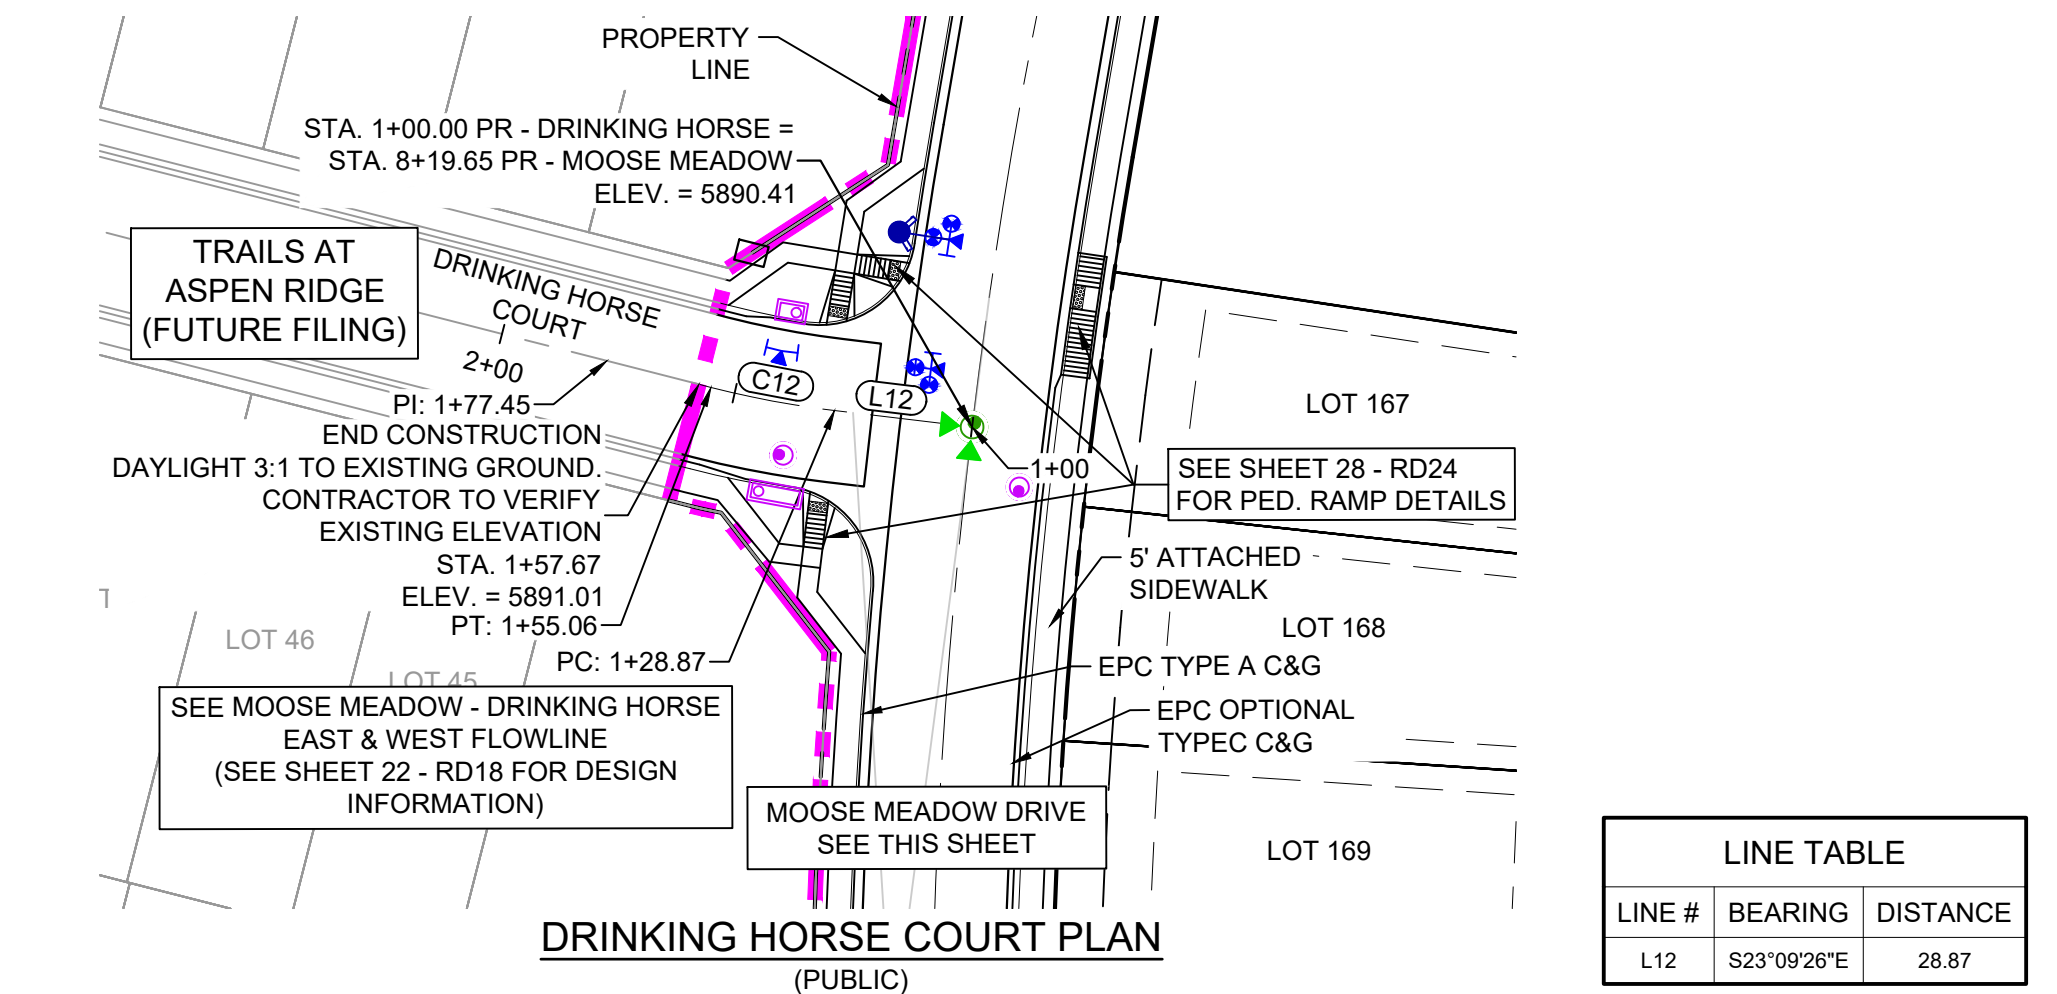 PROPERTY
LINE
STA. 1+00.00 PR - DRINKING HORSE =
STA. 8+19.65 PR - MOOSE MEADOW
ELEV. = 5890.41
TRAILS AT
ASPEN RIDGE
(FUTURE FILING)
DRINKING HORSE
COURT
2+00
C12
L12
PI: 1+77.45
END CONSTRUCTION
DAYLIGHT 3:1 TO EXISTING GROUND.
CONTRACTOR TO VERIFY
EXISTING ELEVATION
STA. 1+57.67
ELEV. = 5891.01
PT: 1+55.06
PC: 1+28.87
1+00
LOT 167
SEE SHEET 28 - RD24
FOR PED. RAMP DETAILS
5' ATTACHED
SIDEWALK
LOT 168
EPC TYPE A C&G
EPC OPTIONAL
TYPEC C&G
LOT 46
LOT 45
SEE MOOSE MEADOW - DRINKING HORSE
EAST & WEST FLOWLINE
(SEE SHEET 22 - RD18 FOR DESIGN
INFORMATION)
MOOSE MEADOW DRIVE
SEE THIS SHEET
LOT 169
DRINKING HORSE COURT PLAN
(PUBLIC)
LINE TABLE
LINE # BEARING DISTANCE
L12 S23°09'26"E 28.87